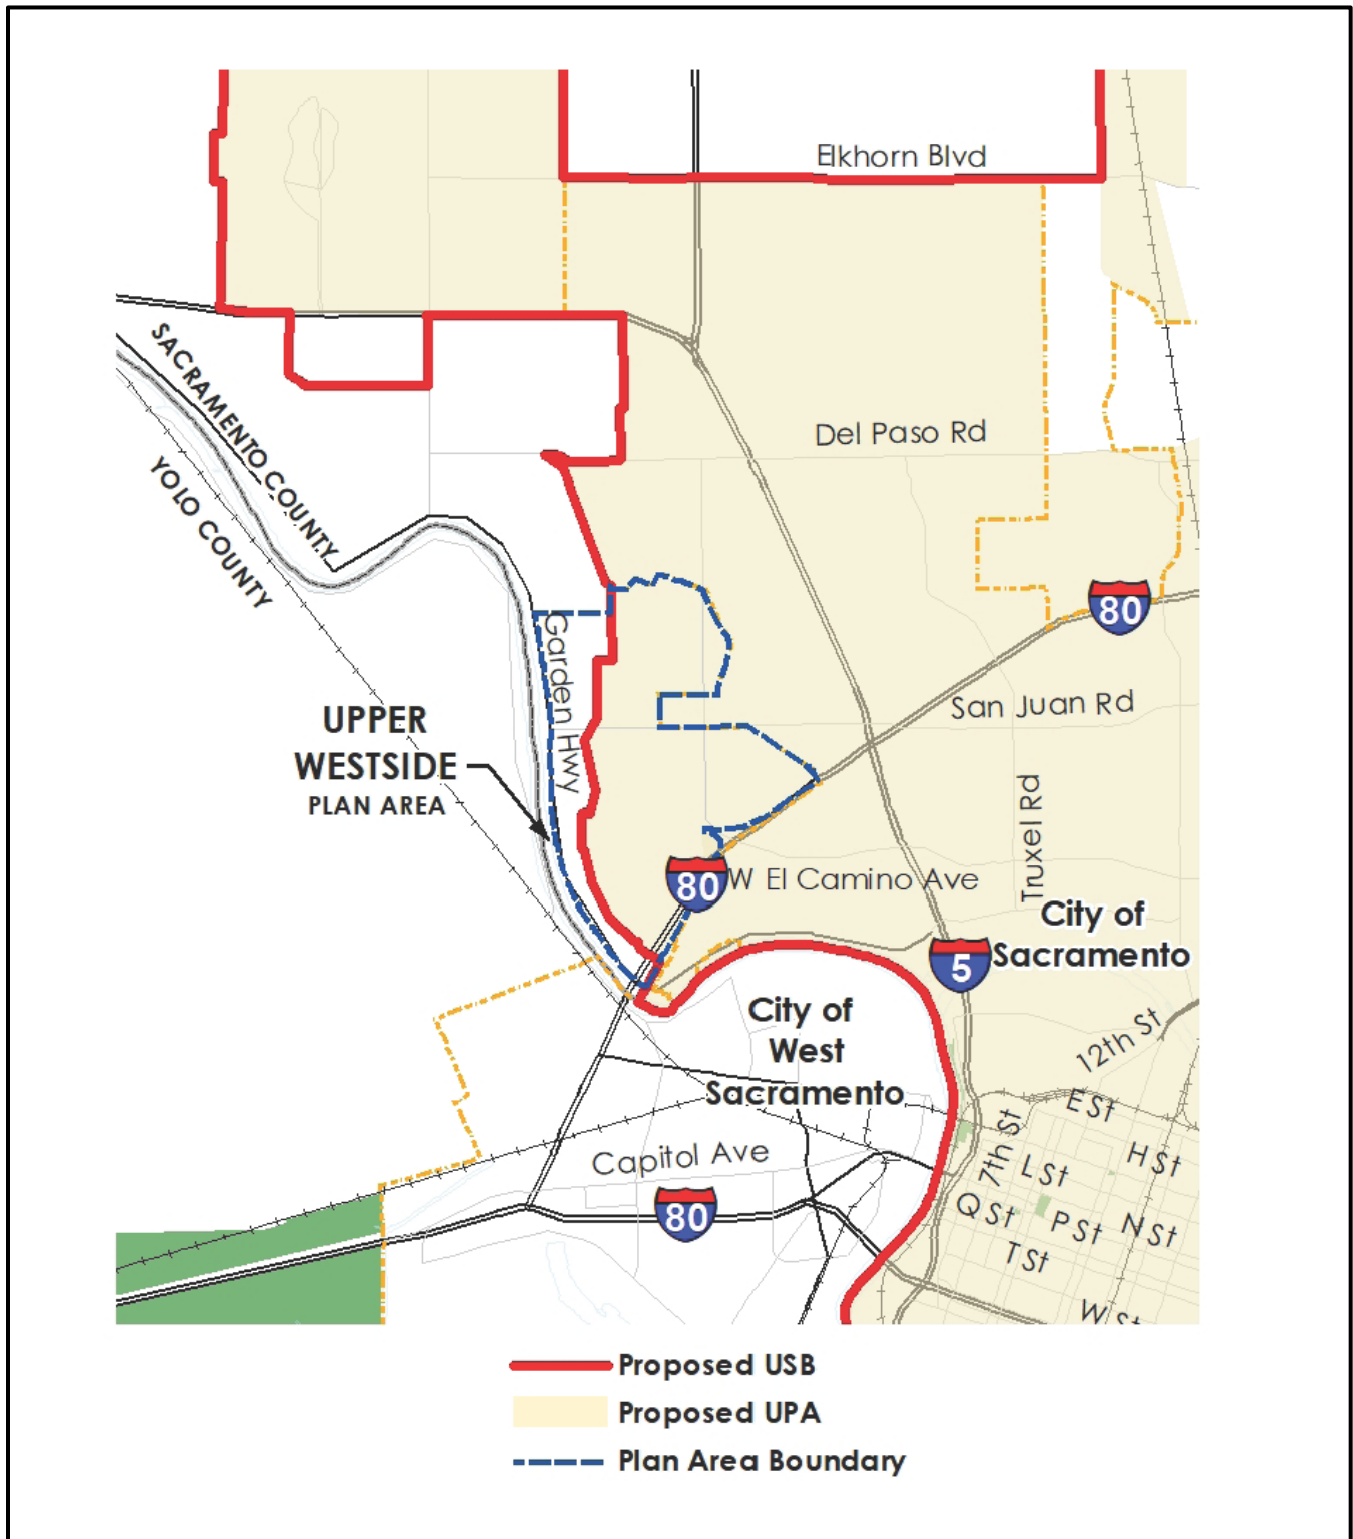 Elkhorn Blvd
SACRAMENTO COUNTY
YOLO COUNTY
Del Paso Rd
80
Garden Hwy
San Juan Rd
UPPER
WESTSIDE
PLAN AREA
Truxel Rd
80
W El Camino Ave
City of
Sacramento
5
City of
West
Sacramento
12th St
E St
7th St
H St
L St
Capitol Ave
Q St
P St
N St
80
T St
W St
Proposed USB
Proposed UPA
Plan Area Boundary